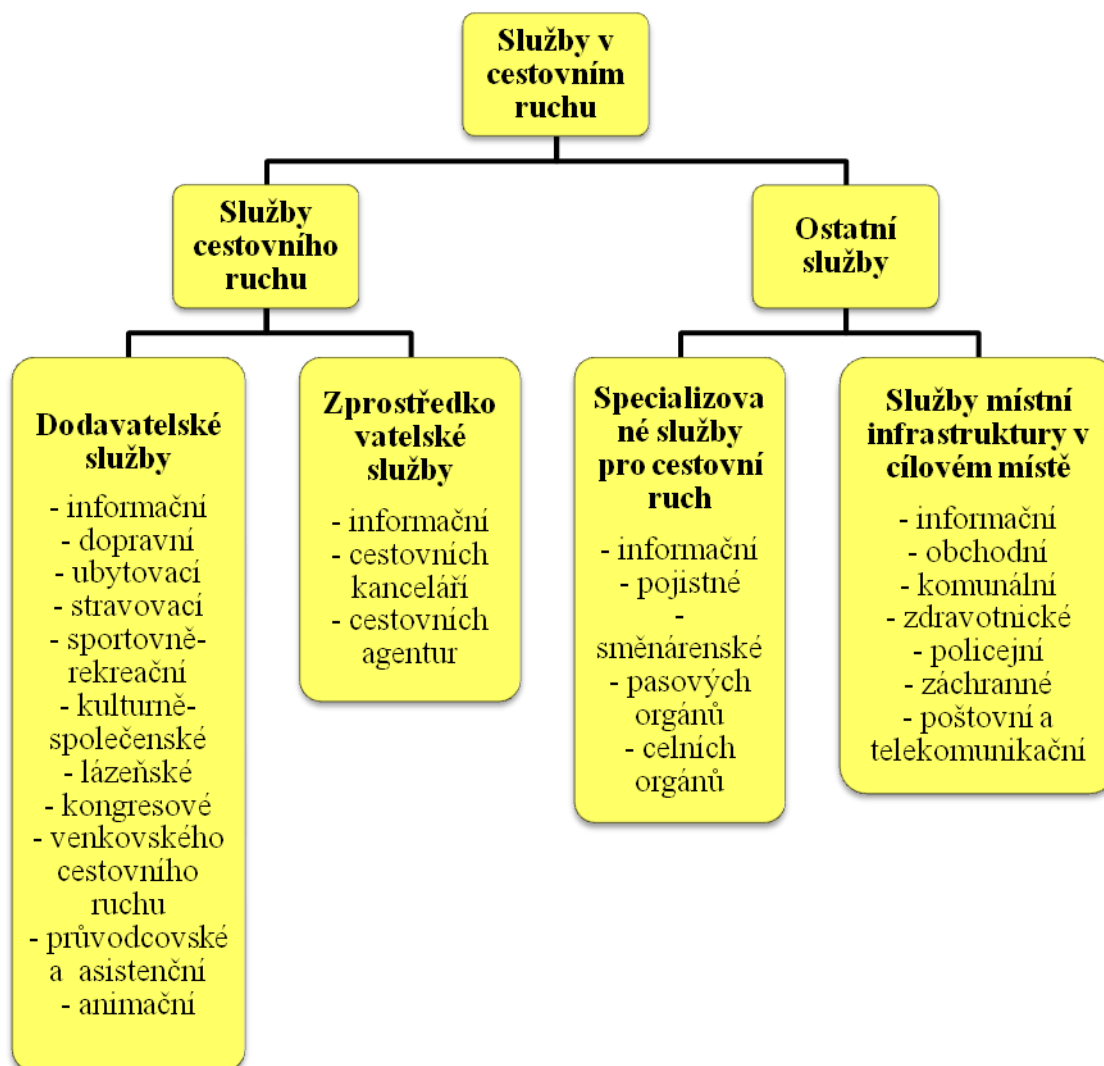 Služby v
cestovním
ruchu
Služby
cestovního
ruchu
Ostatní
služby
Dodavatelské
služby
- informační
- dopravní
- ubytovací
- stravovací
- sportovně-
rekreační
- kulturně-
společenské
- lázeňské
- kongresové
- venkovského
cestovního
ruchu
- průvodcovské
a asistenční
- animační
Zprostředko
vatelské
služby
- informační
- cestovních
kanceláří
- cestovních
agentur
Specializova
né služby
pro cestovní
ruch
- informační
- pojistné
-
směnárenské
- pasových
orgánů
- celních
orgánů
Služby místní
infrastruktury v
cílovém místě
- informační
- obchodní
- komunální
- zdravotnické
- policejní
- záchranné
- poštovní a
telekomunikační